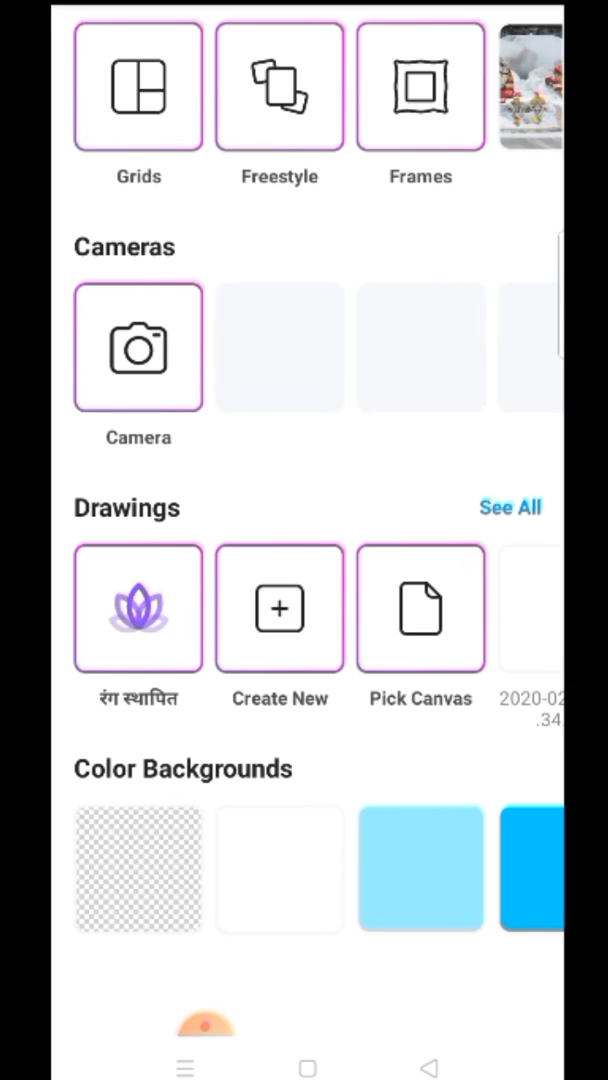 Grids
Freestyle
Frames
Cameras
Camera
Drawings
See All
रंग स्थापित
Create New
Pick Canvas
2020-02
.34.
Color Backgrounds